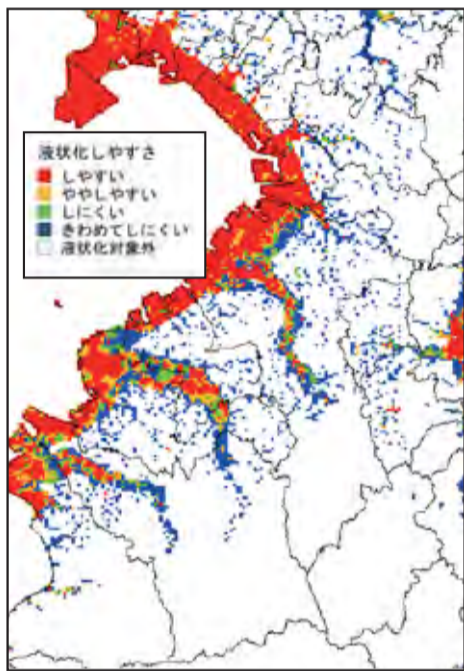 液状化しやすさ
しやすい
ややしやすい
しにくい
きわめてしにくい
液状化対象外